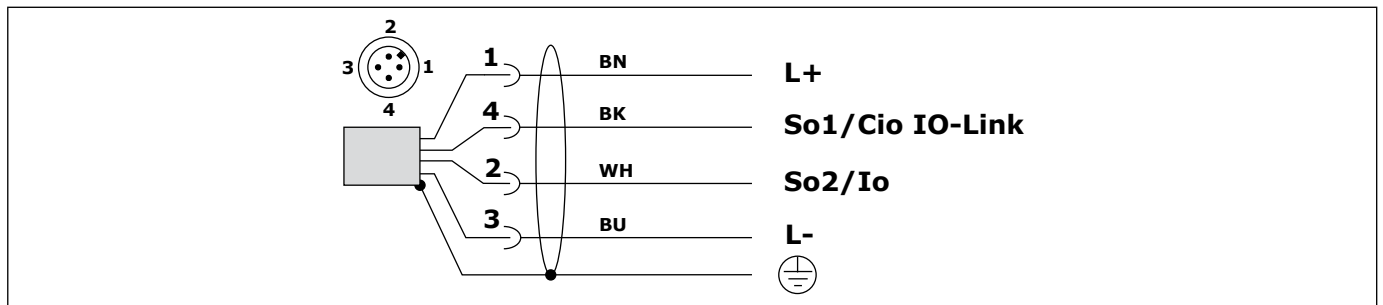 2
3 1
4
1 BN L+
4 BK So1/Cio IO-Link
2 WH So2/Io
3 BU L-